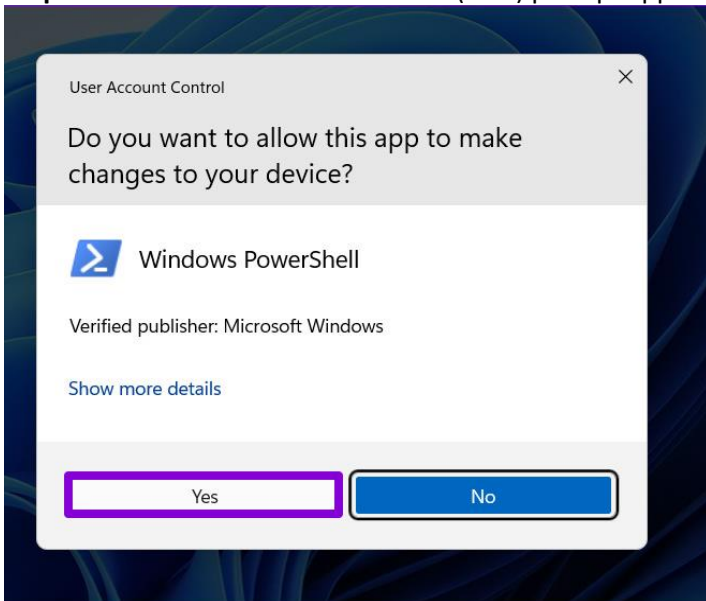 User Account Control
Do you want to allow this app to make
changes to your device?
Windows PowerShell
Verified publisher: Microsoft Windows
Show more details
Yes
No